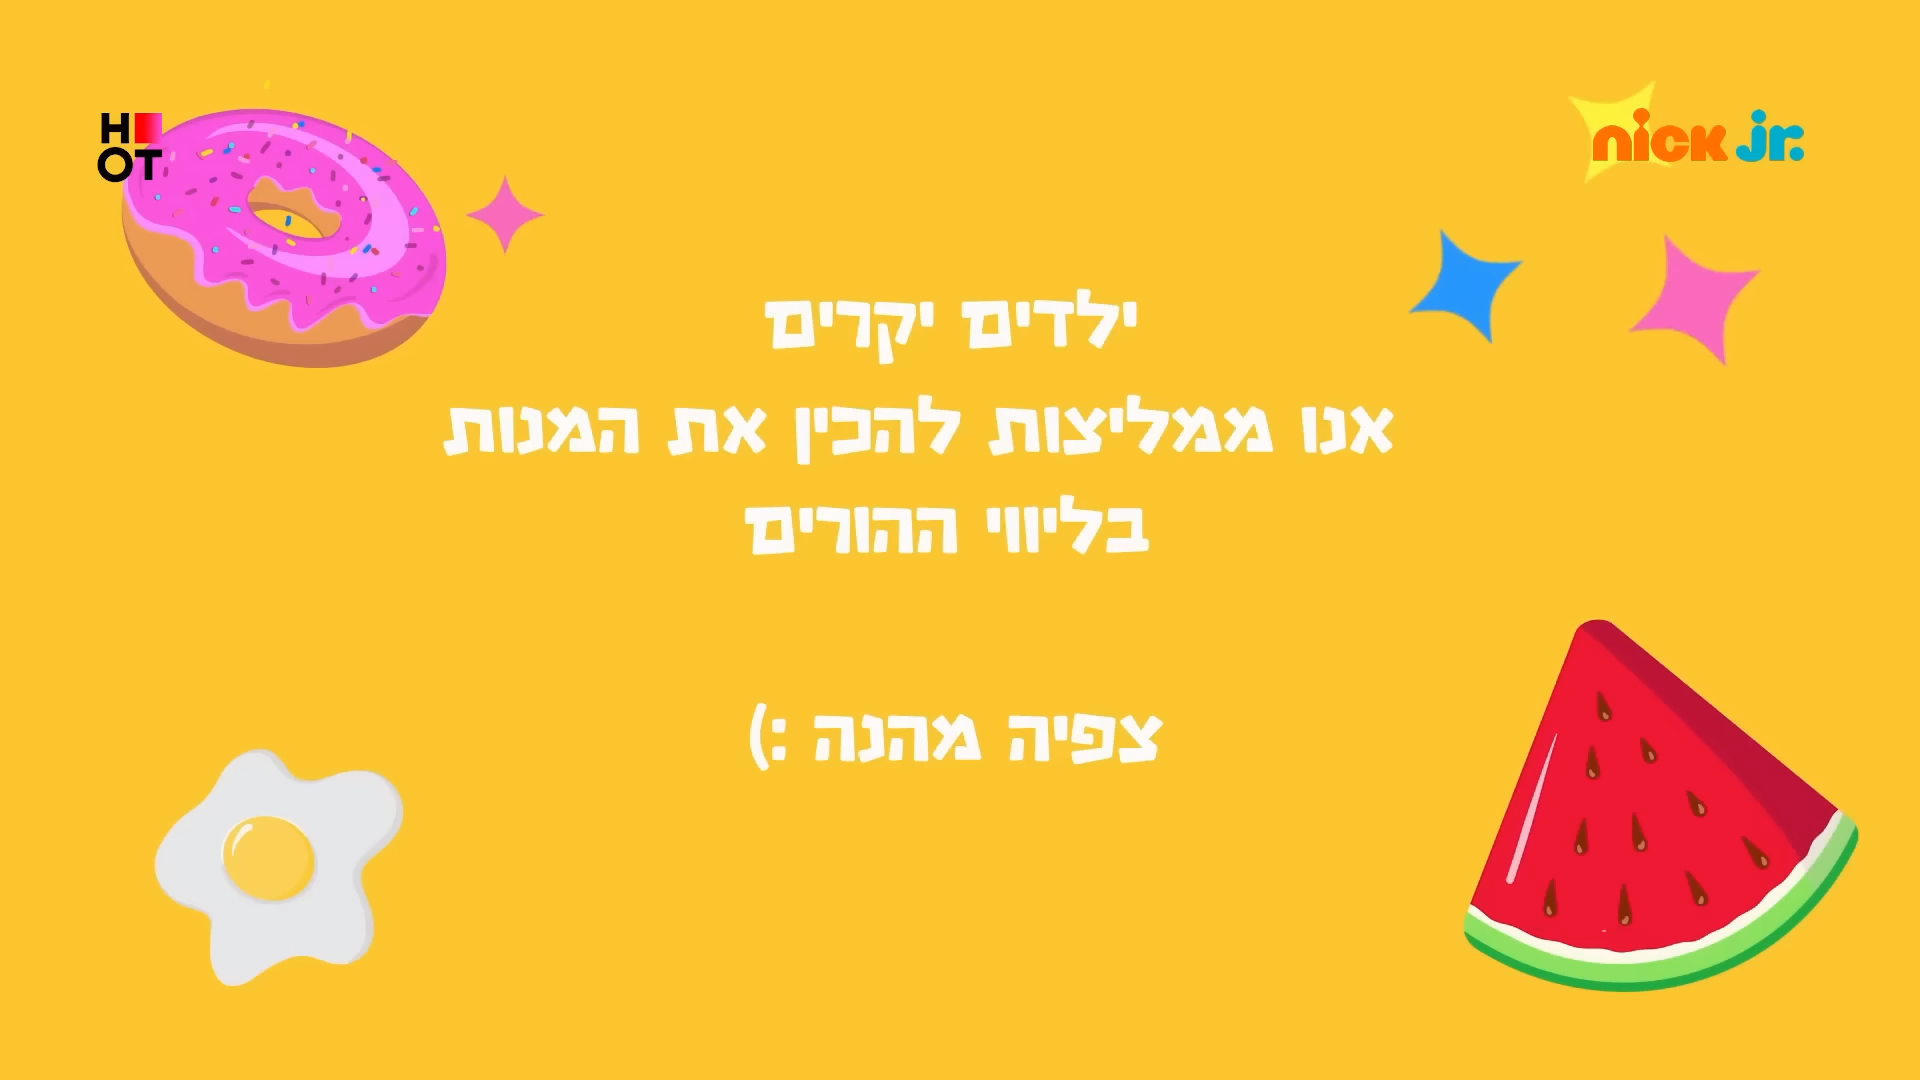 HOT
nick jr.
ילדים יקרים
אנו ממליצות להכין את המנות
בליווי ההורים
צפיה מהנה :)